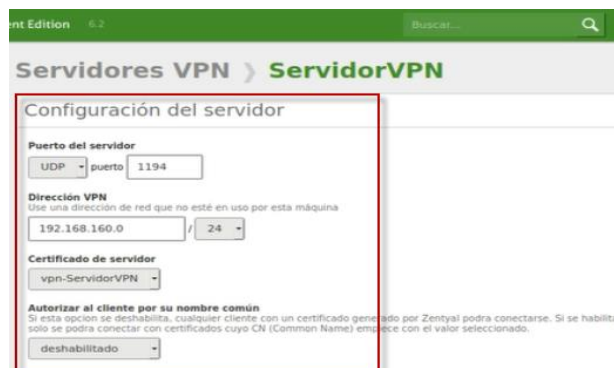 ent Edition 6.2 Buscar...
Servidores VPN > ServidorVPN
Configuración del servidor
Puerto del servidor
UDP puerto 1194
Dirección VPN
Use una dirección de red que no esté en uso por esta máquina
192.168.160.0 / 24
Certificado de servidor
vpn-ServidorVPN
Autorizar al cliente por su nombre común
Si esta opcion se deshabilita, cualquier cliente con un certificado generado por Zentyal podra conectarse. Si se habilita
solo se podra conectar con certificados cuyo CN (Common Name) empiece con el valor seleccionado.
deshabilitado